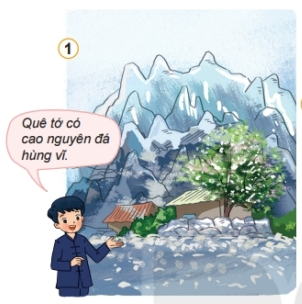 1
Quê tớ có
cao nguyên đá
hùng vĩ.